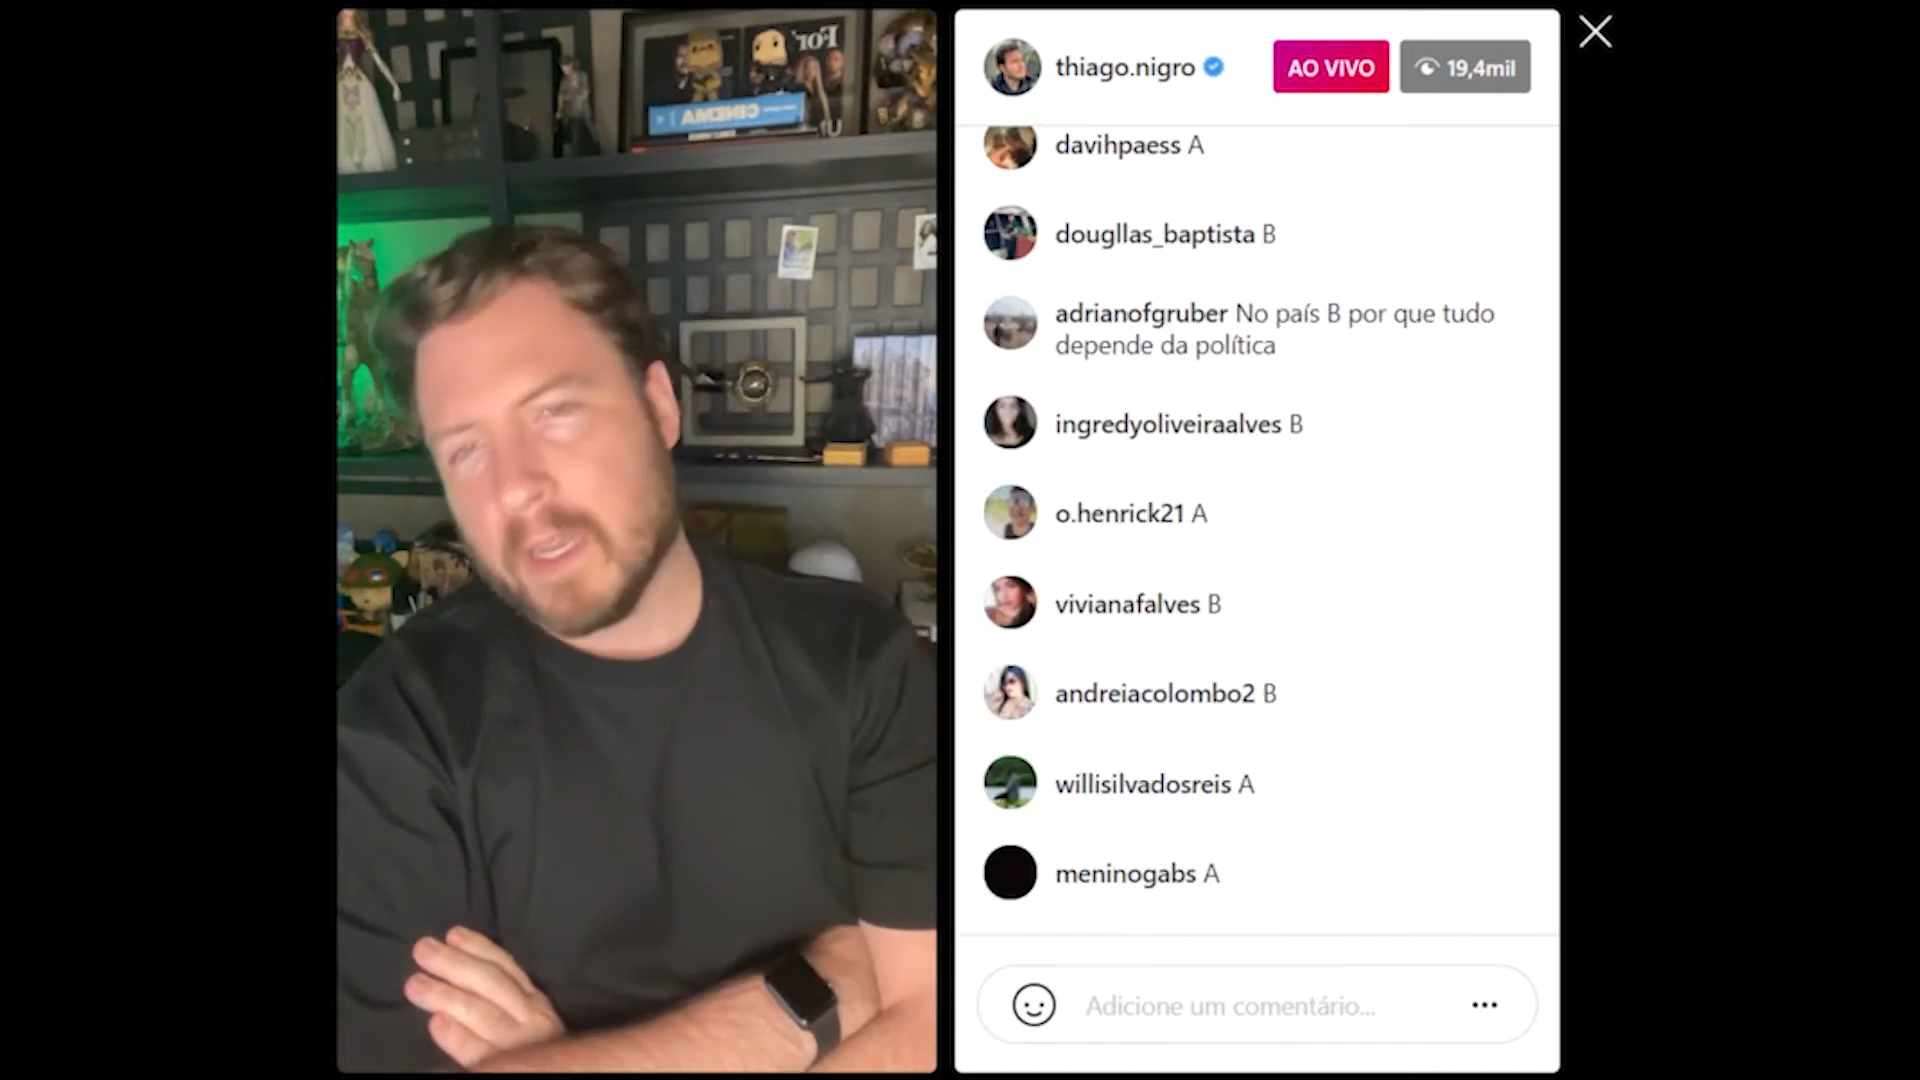 FOR
CINEMA
thiago.nigro
AO VIVO
19,4mil
davihpaess A
dougllas_baptista B
adrianofgruber No país B por que tudo
depende da política
ingredyoliveiraalves B
o.henrick21 A
vivianafalves B
andreiacolombo2 B
willisilvadosreis A
meninogabs A
Adicione um comentário...